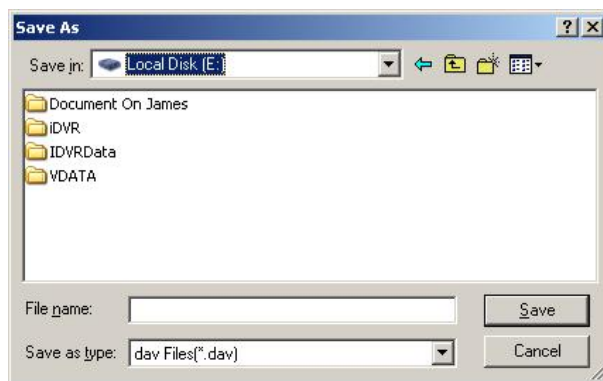 Save As
Save in: Local Disk (E:)
Document On James
iDVR
IDVRData
VDATA
File name: Save
Save as type: dav Files(*.dav) Cancel